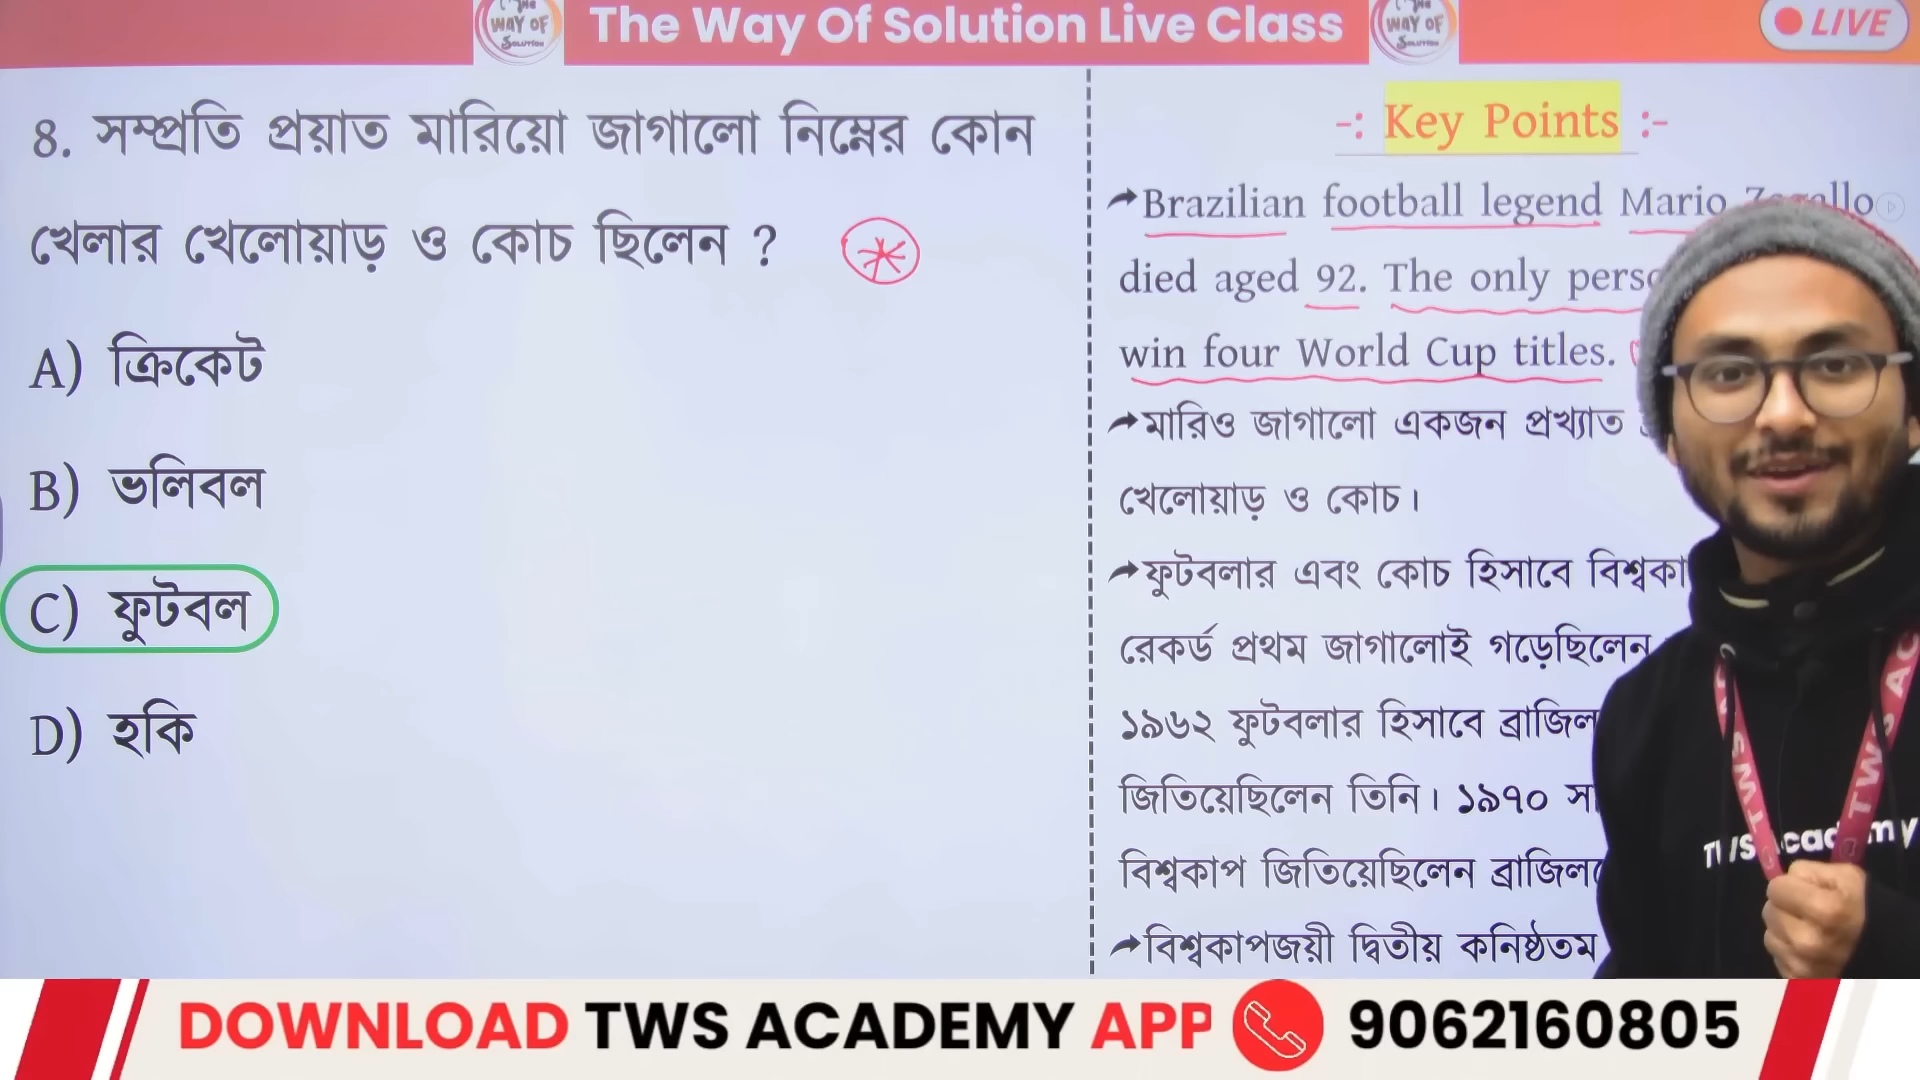 The Way Of Solution Live Class
LIVE
8. সম্প্রতি প্রয়াত মারিয়ো জাগালো নিম্নের কোন
খেলার খেলোয়াড় ও কোচ ছিলেন ?
A) ক্রিকেট
B) ভলিবল
C) ফুটবল
D) হকি
-: Key Points :-
Brazilian football legend Mario
died aged 92. The only
win four World Cup titles.
মারিও জাগালো একজন প্রখ্যাত
খেলোয়াড় ও কোচ।
ফুটবলার এবং কোচ হিসাবে
রেকর্ড প্রথম জাগালোই গড়েছিলেন
১৯৬২ ফুটবলার হিসাবে ব্রাজিল
জিতিয়েছিলেন তিনি। ১৯৭০
বিশ্বকাপ জিতিয়েছিলেন
বিশ্বকাপজয়ী দ্বিতীয় কনিষ্ঠতম
DOWNLOAD TWS ACADEMY APP 9062160805